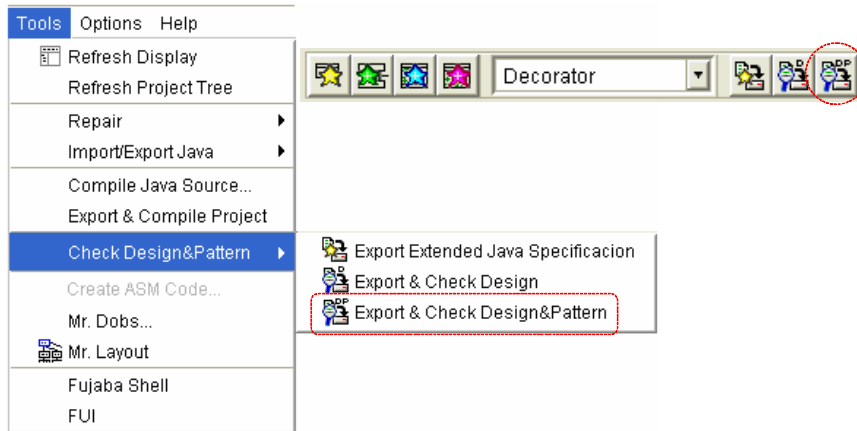 Tools Options Help
Refresh Display
Refresh Project Tree
Decorator
Repair
Import/Export Java
Compile Java Source...
Export & Compile Project
Check Design&Pattern
Export Extended Java Specificacion
Export & Check Design
Export & Check Design&Pattern
Create ASM Code...
Mr. Dobs...
Mr. Layout
Fujaba Shell
FUI